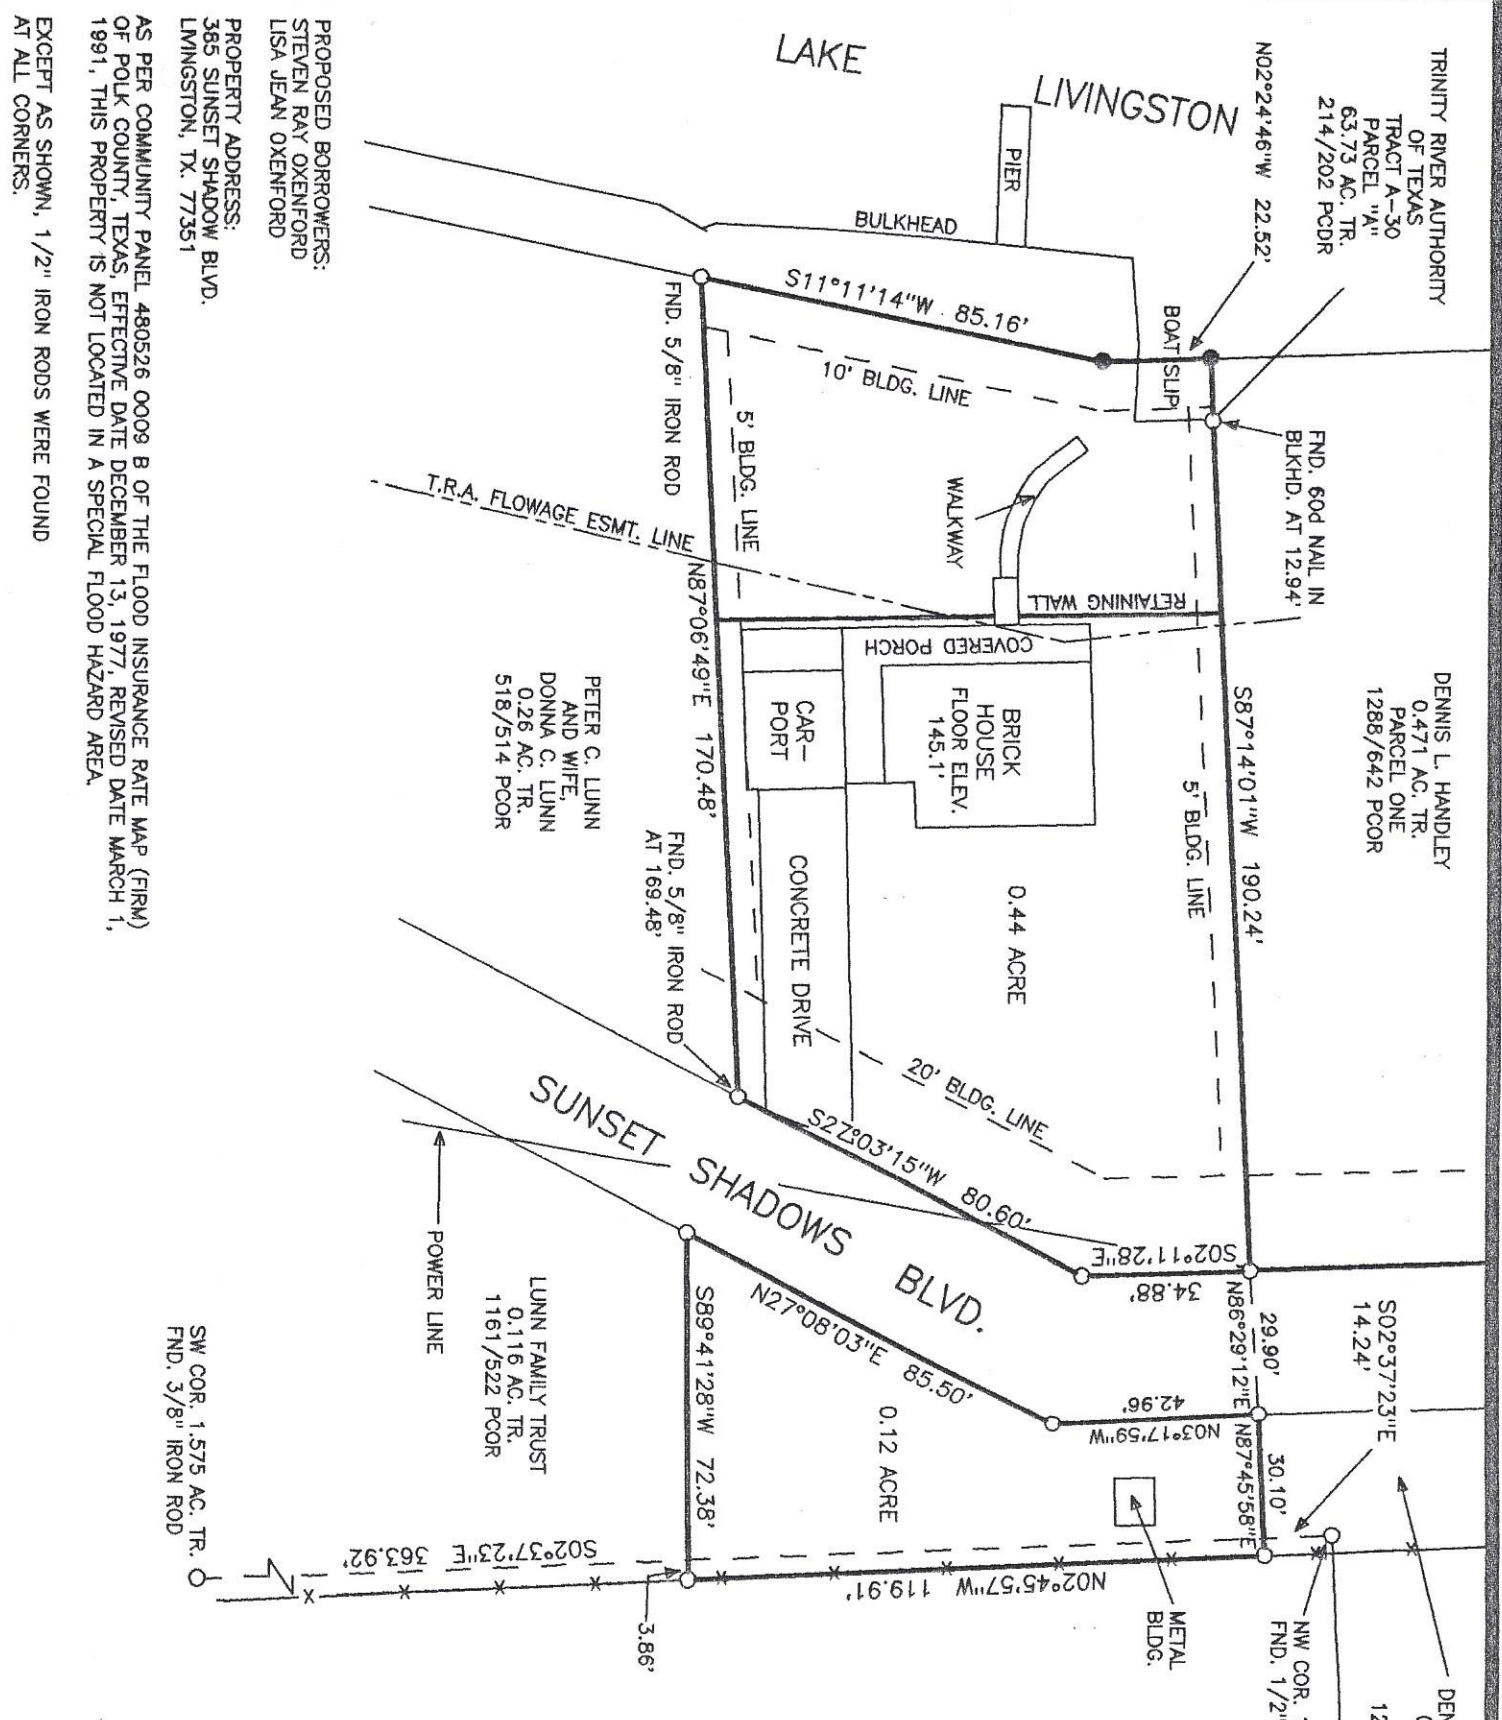 LAKE
LIVINGSTON
TRINITY RIVER AUTHORITY
OF TEXAS
TRACT A-30
PARCEL "A"
63.73 AC. TR.
214/202 PCDR
N02°24'46"W 22.52'
PIER
BULKHEAD
BOAT SLIP
S11°11'14"W 85.16'
10' BLDG. LINE
FND. 60d NAIL IN
BLKHD. AT 12.94'
FND. 5/8" IRON ROD
5' BLDG. LINE
WALKWAY
T.R.A. FLOWAGE ESMT. LINE
RETAINING WALL
COVERED PORCH
BRICK
HOUSE
FLOOR ELEV.
145.1'
CAR-
PORT
N87°06'49"E 170.48'
S87°14'01"W 190.24'
5' BLDG. LINE
DENNIS L. HANDLEY
0.471 AC. TR.
PARCEL ONE
1288/642 PCOR
PETER C. LUNN
AND WIFE,
DONNA C. LUNN
0.26 AC. TR.
518/514 PCOR
FND. 5/8" IRON ROD
AT 169.48'
CONCRETE DRIVE
0.44 ACRE
20' BLDG. LINE
S27°03'15"W 80.60'
SUNSET SHADOWS BLVD.
S02°11'28"E
34.88'
29.90'
N86°29'12"E
S02°37'23"E
14.24'
POWER LINE
N27°08'03"E 85.50'
42.96'
N03°17'59"W
30.10'
N87°45'58"E
S89°41'28"W 72.38'
0.12 ACRE
LUNN FAMILY TRUST
0.116 AC. TR.
1161/522 PCOR
SW COR. 1.575 AC. TR.
FND. 3/8" IRON ROD
S02°37'23"E 363.92'
N02°45'57"W 119.91'
3.86'
METAL
BLDG.
NW COR.
FND. 1/2"
DEN
12
PROPOSED BORROWERS:
STEVEN RAY OXENFORD
LISA JEAN OXENFORD
PROPERTY ADDRESS:
385 SUNSET SHADOW BLVD.
LIVINGSTON, TX. 77351
AS PER COMMUNITY PANEL 480526 0009 B OF THE FLOOD INSURANCE RATE MAP (FIRM)
OF POLK COUNTY, TEXAS, EFFECTIVE DATE DECEMBER 13, 1977, REVISED DATE MARCH 1,
1991, THIS PROPERTY IS NOT LOCATED IN A SPECIAL FLOOD HAZARD AREA.
EXCEPT AS SHOWN, 1/2" IRON RODS WERE FOUND
AT ALL CORNERS.